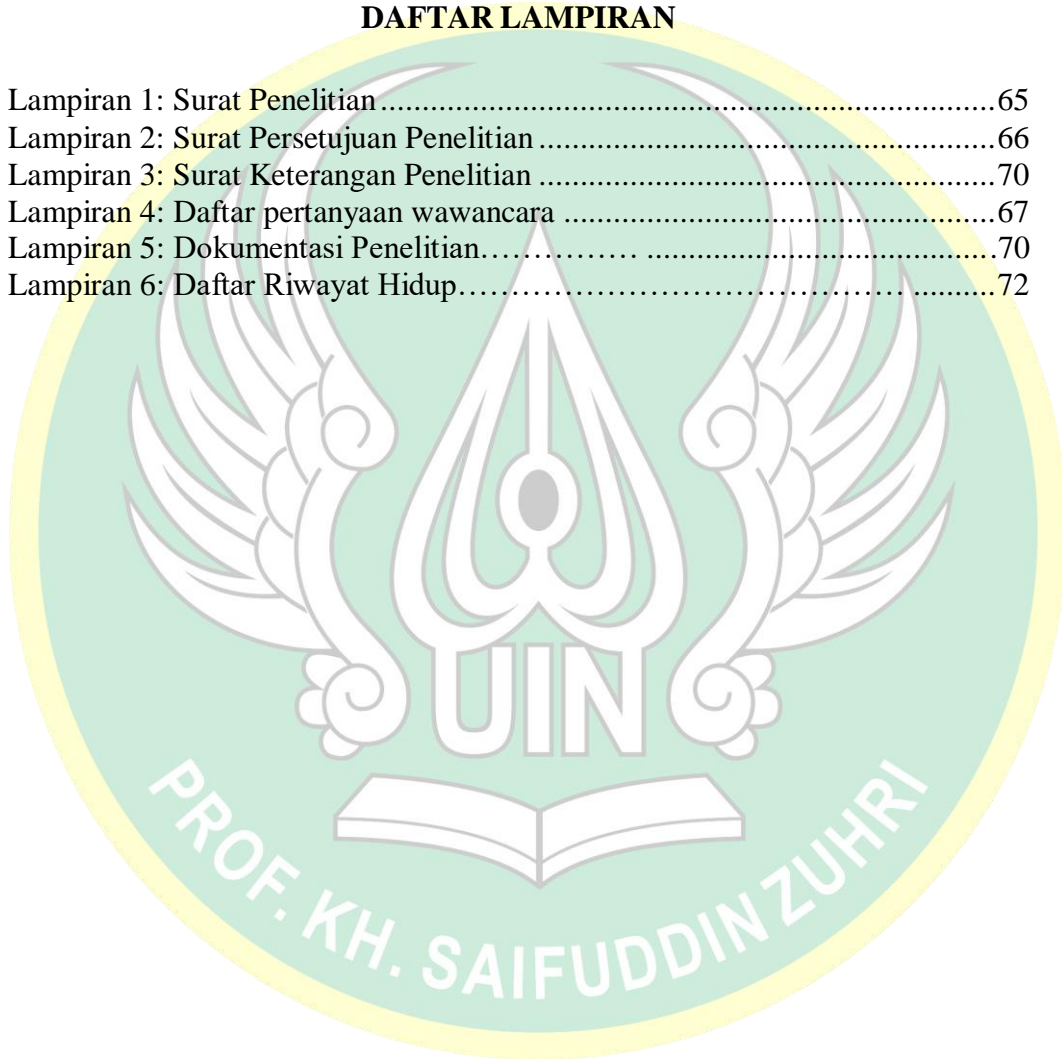 DAFTAR LAMPIRAN
Lampiran 1: Surat Penelitian....................................................................................65
Lampiran 2: Surat Persetujuan Penelitian ..............................................................66
Lampiran 3: Surat Keterangan Penelitian ..............................................................70
Lampiran 4: Daftar pertanyaan wawancara ...........................................................67
Lampiran 5: Dokumentasi Penelitian…………… ................................................70
Lampiran 6: Daftar Riwayat Hidup…………………………………… ...........72
UIN
PROF. KH. SAIFUDDIN ZUHRI